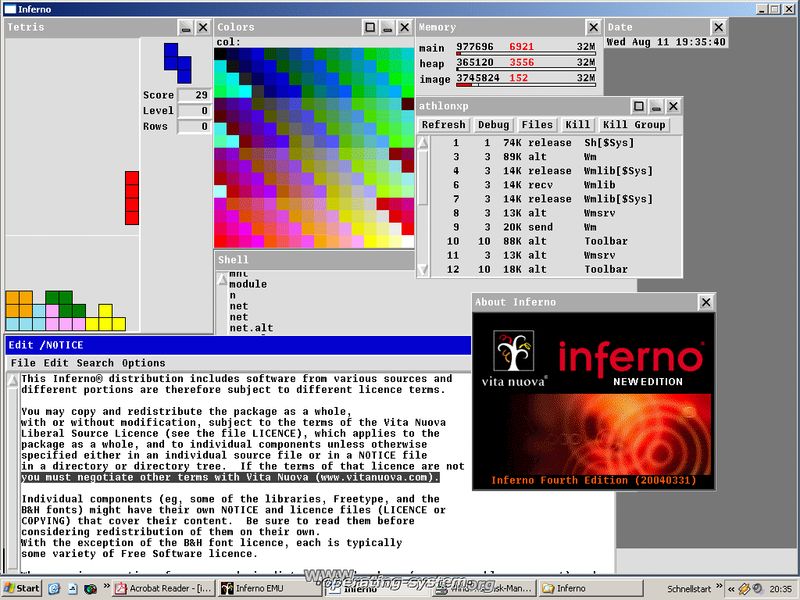 Inferno
Tetris
Score 29
Level 0
Rows 0
Colors
col:
Memory
main 977696 6921 32M
heap 365120 3556 32M
image 3745824 152 32M
Date
Wed Aug 11 19:35:40
athlonxp
Refresh Debug Files Kill Kill Group
1 1 74K release Sh[$Sys]
3 3 89K alt Wm
4 3 14K release Wmlib[$Sys]
6 3 14K recv Wmlib
7 3 14K release Wmlib[$Sys]
8 3 13K alt Wmsrv
9 3 20K send Wm
10 10 88K alt Toolbar
11 3 13K alt Wmsrv
12 10 18K alt Toolbar
Shell
mnt
module
n
net
net
net.alt
About Inferno
vita nuova®
inferno®
NEW EDITION
Inferno Fourth Edition (20040331)
Edit /NOTICE
File Edit Search Options
This Inferno® distribution includes software from various sources and
different portions are therefore subject to different licence terms.
You may copy and redistribute the package as a whole,
with or without modification, subject to the terms of the Vita Nuova
Liberal Source Licence (see the file LICENCE), which applies to the
package as a whole, and to individual components unless otherwise
specified either in an individual source file or in a NOTICE file
in a directory or directory tree. If the terms of that licence are not
you must negotiate other terms with Vita Nuova (www.vitanuova.com).
Individual components (eg, some of the libraries, Freetype, and the
B&H fonts) might have their own NOTICE and licence files (LICENCE or
COPYING) that cover their content. Be sure to read them before
considering redistribution of them on their own.
With the exception of the B&H font licence, each is typically
some variety of Free Software licence.
www.operating-system.org
Start
Acrobat Reader - [i...
Inferno EMU
Inferno
Inferno
Schnellstart
20:35